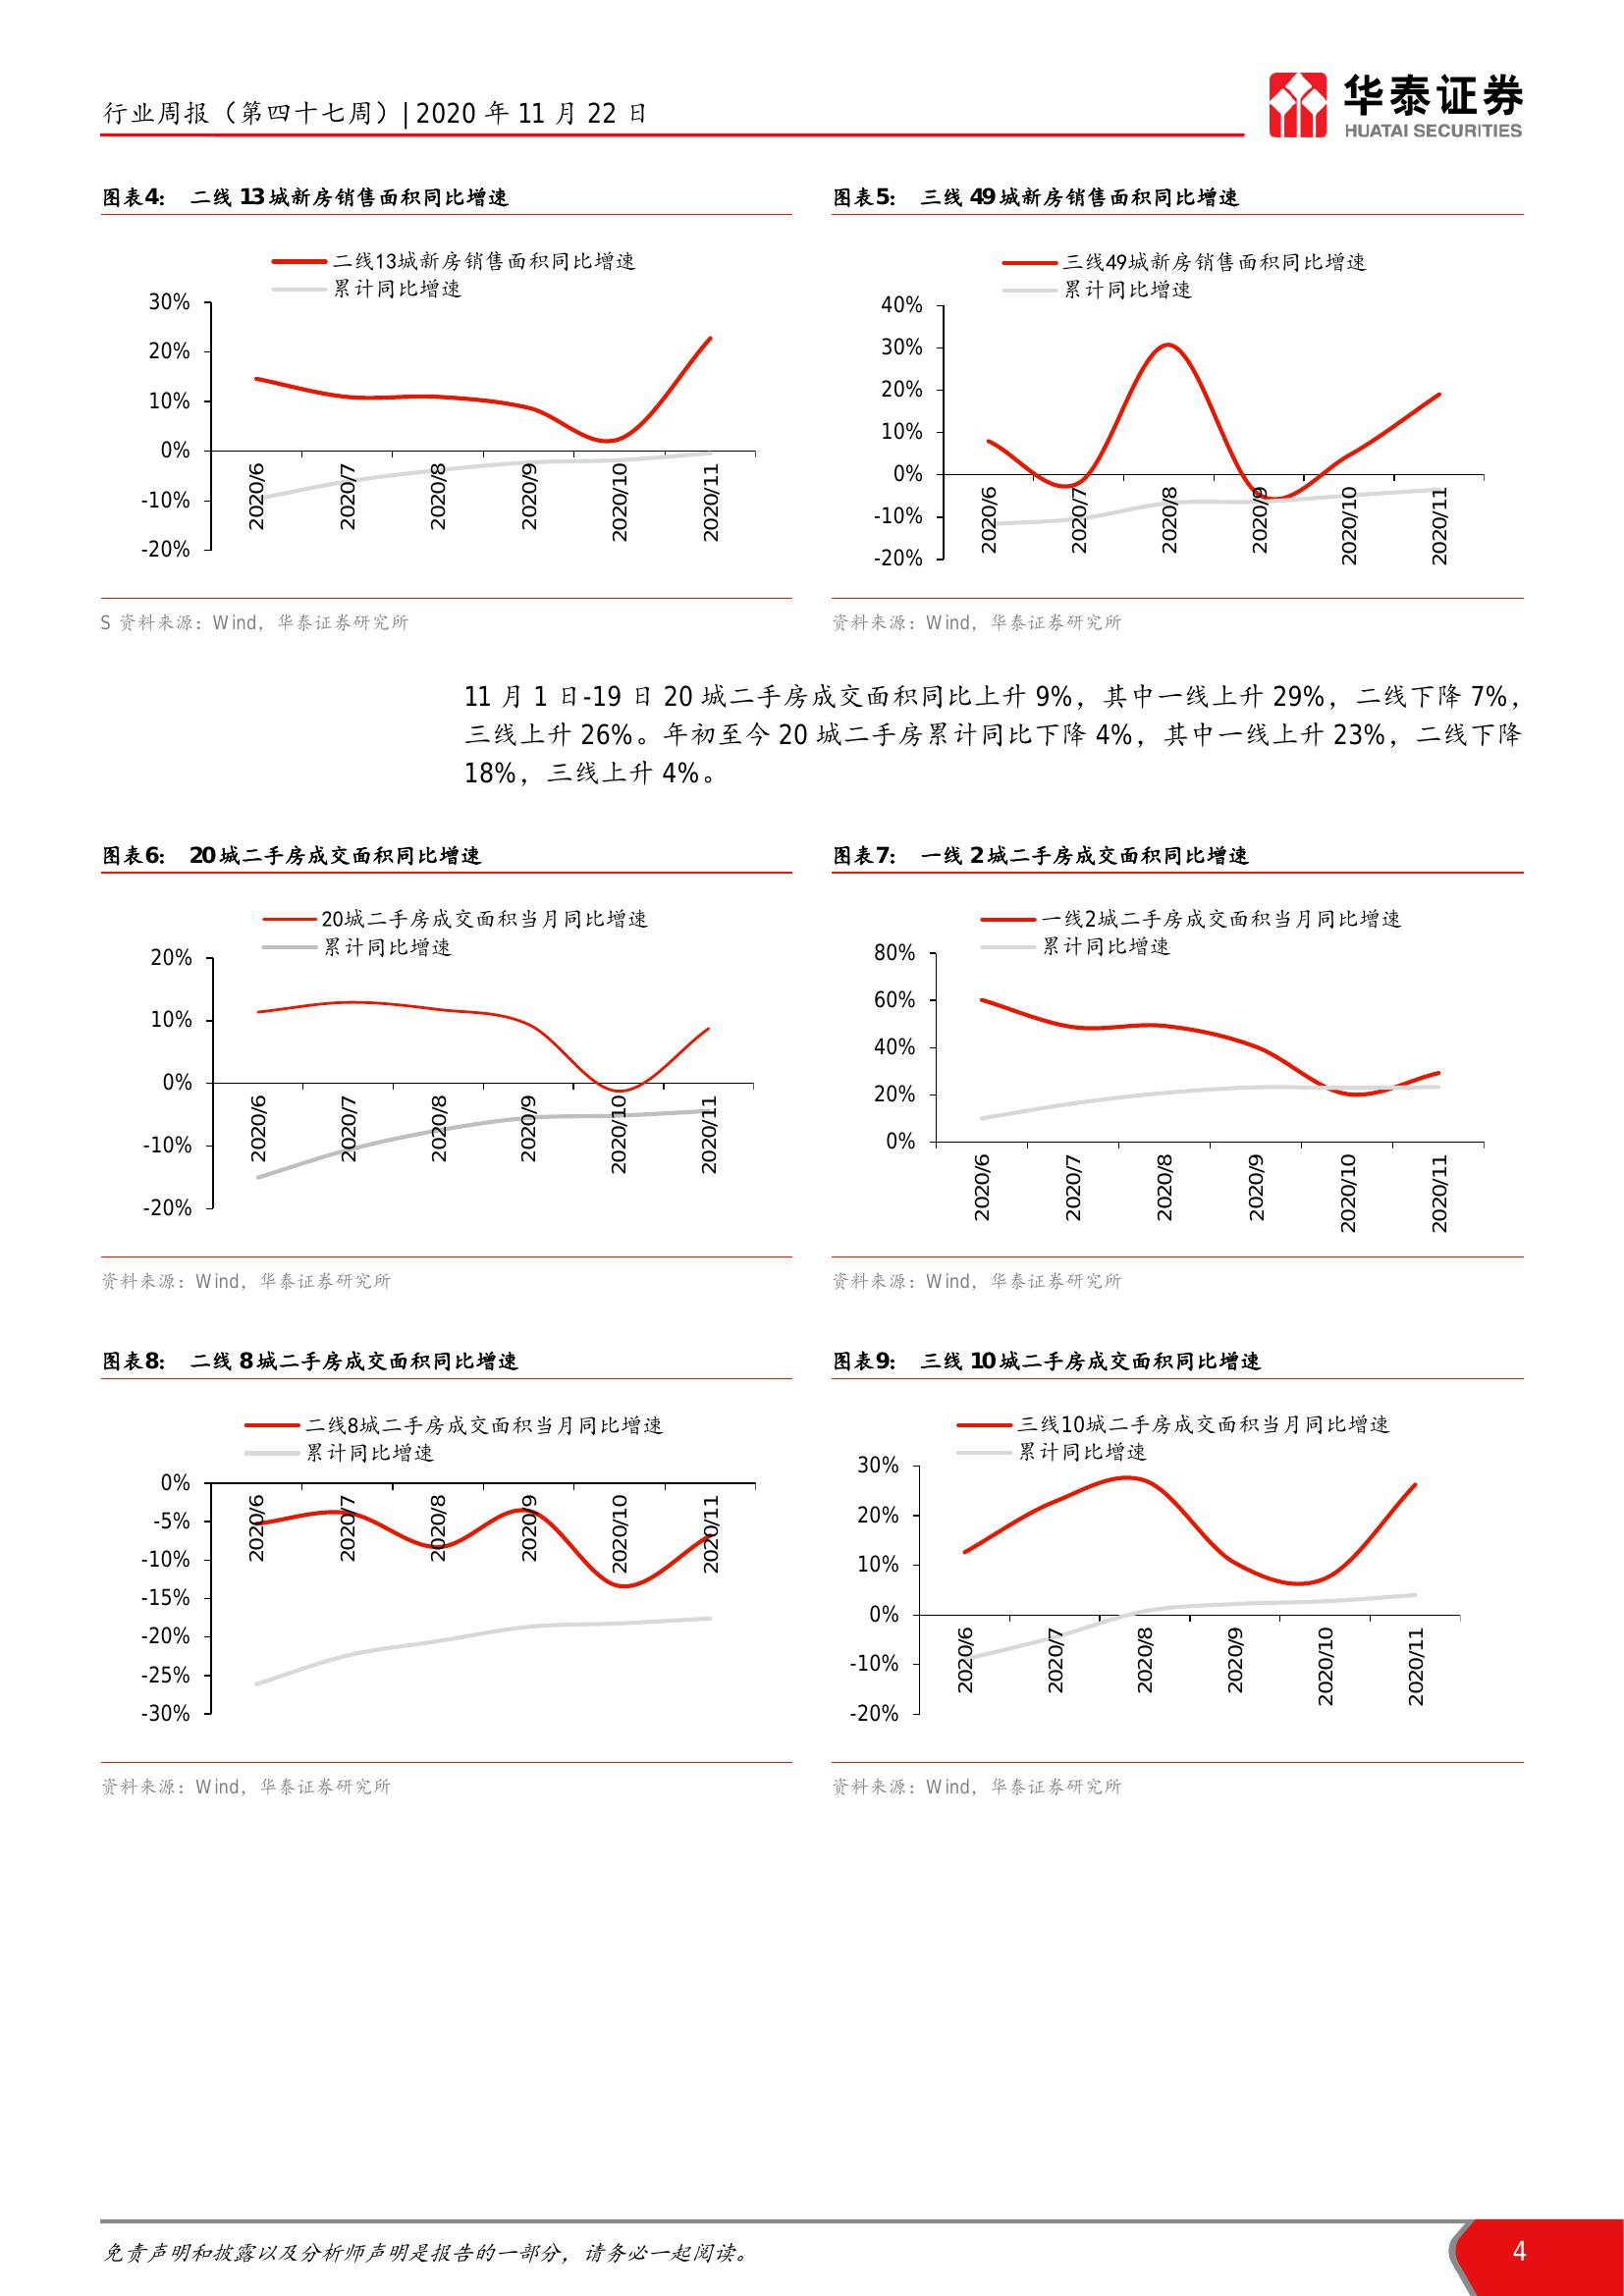 行业周报（第四十七周）| 2020 年 11 月 22 日
华泰证券
HUATAI SECURITIES
图表4： 二线 13 城新房销售面积同比增速
二线13城新房销售面积同比增速
累计同比增速
30%
20%
10%
0%
-10%
-20%
2020/6
2020/7
2020/8
2020/9
2020/10
2020/11
S 资料来源：Wind，华泰证券研究所
图表5： 三线 49 城新房销售面积同比增速
三线49城新房销售面积同比增速
累计同比增速
40%
30%
20%
10%
0%
-10%
-20%
2020/6
2020/7
2020/8
2020/9
2020/10
2020/11
资料来源：Wind，华泰证券研究所
11 月 1 日-19 日 20 城二手房成交面积同比上升 9%，其中一线上升 29%，二线下降 7%，
三线上升 26%。年初至今 20 城二手房累计同比下降 4%，其中一线上升 23%，二线下降
18%，三线上升 4%。
图表6： 20 城二手房成交面积同比增速
20城二手房成交面积当月同比增速
累计同比增速
20%
10%
0%
-10%
-20%
2020/6
2020/7
2020/8
2020/9
2020/10
2020/11
资料来源：Wind，华泰证券研究所
图表7： 一线 2 城二手房成交面积同比增速
一线2城二手房成交面积当月同比增速
累计同比增速
80%
60%
40%
20%
0%
2020/6
2020/7
2020/8
2020/9
2020/10
2020/11
资料来源：Wind，华泰证券研究所
图表8： 二线 8 城二手房成交面积同比增速
二线8城二手房成交面积当月同比增速
累计同比增速
0%
-5%
-10%
-15%
-20%
-25%
-30%
2020/6
2020/7
2020/8
2020/9
2020/10
2020/11
资料来源：Wind，华泰证券研究所
图表9： 三线 10 城二手房成交面积同比增速
三线10城二手房成交面积当月同比增速
累计同比增速
30%
20%
10%
0%
-10%
-20%
2020/6
2020/7
2020/8
2020/9
2020/10
2020/11
资料来源：Wind，华泰证券研究所
免责声明和披露以及分析师声明是报告的一部分，请务必一起阅读。
4